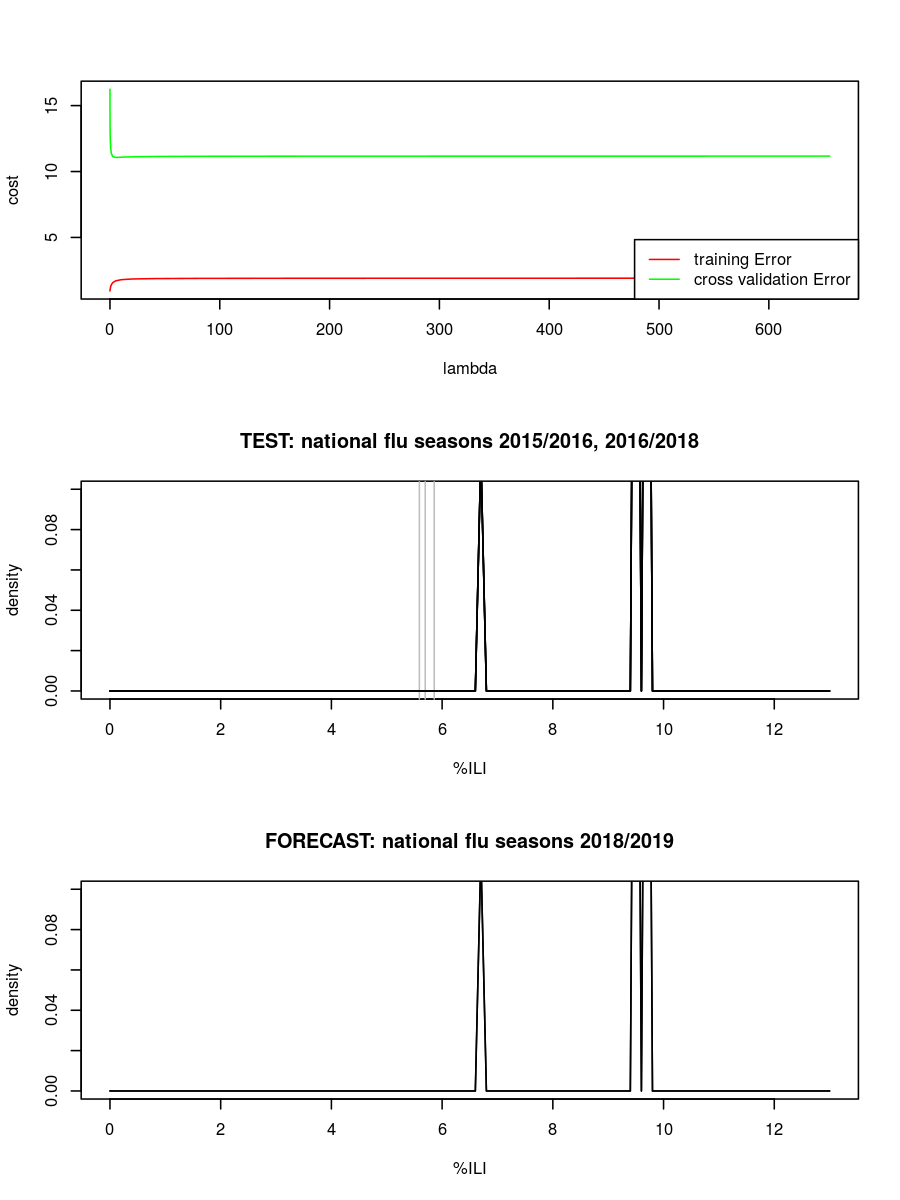 15
10
5
cost
training Error
cross validation Error
0 100 200 300 400 500 600
lambda
TEST: national flu seasons 2015/2016, 2016/2018
0.08
0.04
0.00
density
0 2 4 6 8 10 12
%ILI
FORECAST: national flu seasons 2018/2019
0.08
0.04
0.00
density
0 2 4 6 8 10 12
%ILI